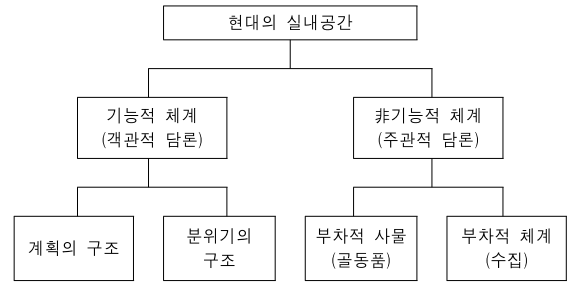 현대의 실내공간
기능적 체계
(객관적 담론)
非기능적 체계
(주관적 담론)
계획의 구조
분위기의
구조
부차적 사물
(골동품)
부차적 체계
(수집)